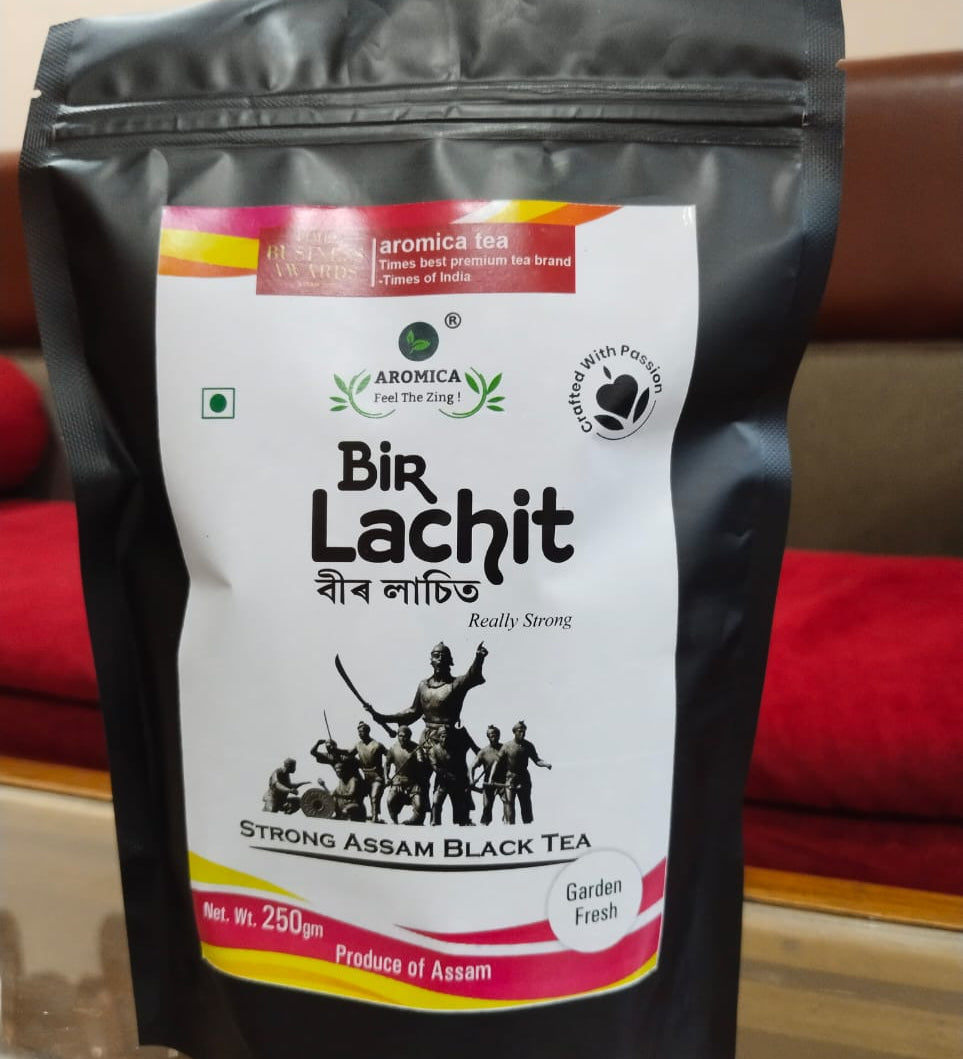 TIMES
BUSINESS
AWARDS
aromica tea
Times best premium tea brand
-Times of India
®
AROMICA
Feel The Zing !
Crafted With Passion
BiR
Lachit
বীৰ লাচিত
Really Strong
STRONG ASSAM BLACK TEA
Garden
Fresh
Net. Wt. 250gm
Produce of Assam